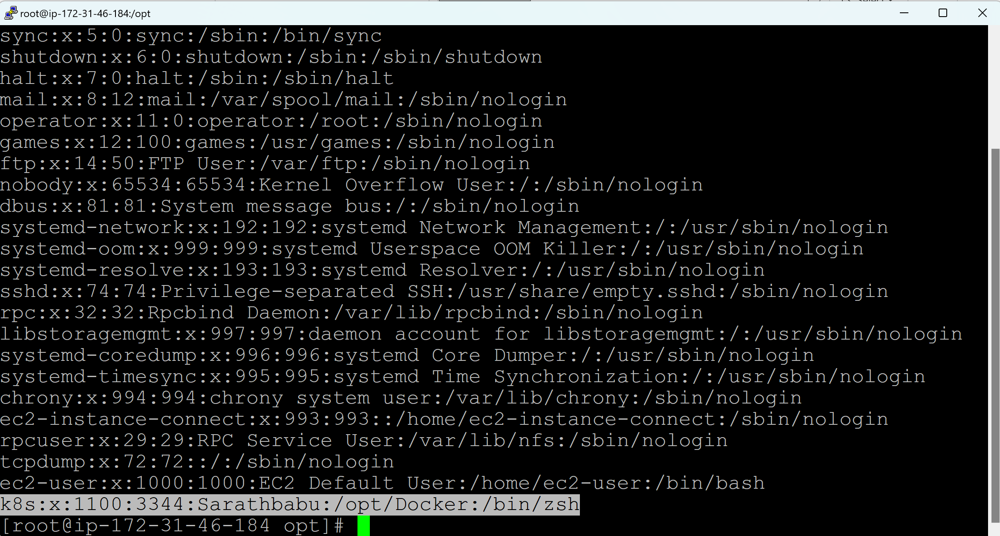 root@ip-172-31-46-184:/opt
sync:x:5:0:sync:/sbin:/bin/sync
shutdown:x:6:0:shutdown:/sbin:/sbin/shutdown
halt:x:7:0:halt:/sbin:/sbin/halt
mail:x:8:12:mail:/var/spool/mail:/sbin/nologin
operator:x:11:0:operator:/root:/sbin/nologin
games:x:12:100:games:/usr/games:/sbin/nologin
ftp:x:14:50:FTP User:/var/ftp:/sbin/nologin
nobody:x:65534:65534:Kernel Overflow User:/:/sbin/nologin
dbus:x:81:81:System message bus:/:/sbin/nologin
systemd-network:x:192:192:systemd Network Management:/:/usr/sbin/nologin
systemd-oom:x:999:999:systemd Userspace OOM Killer:/:/usr/sbin/nologin
systemd-resolve:x:193:193:systemd Resolver:/:/usr/sbin/nologin
sshd:x:74:74:Privilege-separated SSH:/usr/share/empty.sshd:/sbin/nologin
rpc:x:32:32:Rpcbind Daemon:/var/lib/rpcbind:/sbin/nologin
libstoragemgmt:x:997:997:daemon account for libstoragemgmt:/:/usr/sbin/nologin
systemd-coredump:x:996:996:systemd Core Dumper:/:/usr/sbin/nologin
systemd-timesync:x:995:995:systemd Time Synchronization:/:/usr/sbin/nologin
chrony:x:994:994:chrony system user:/var/lib/chrony:/sbin/nologin
ec2-instance-connect:x:993:993::/home/ec2-instance-connect:/sbin/nologin
rpcuser:x:29:29:RPC Service User:/var/lib/nfs:/sbin/nologin
tcpdump:x:72:72::/:/sbin/nologin
ec2-user:x:1000:1000:EC2 Default User:/home/ec2-user:/bin/bash
k8s:x:1100:3344:Sarathbabu:/opt/Docker:/bin/zsh
[root@ip-172-31-46-184 opt]#